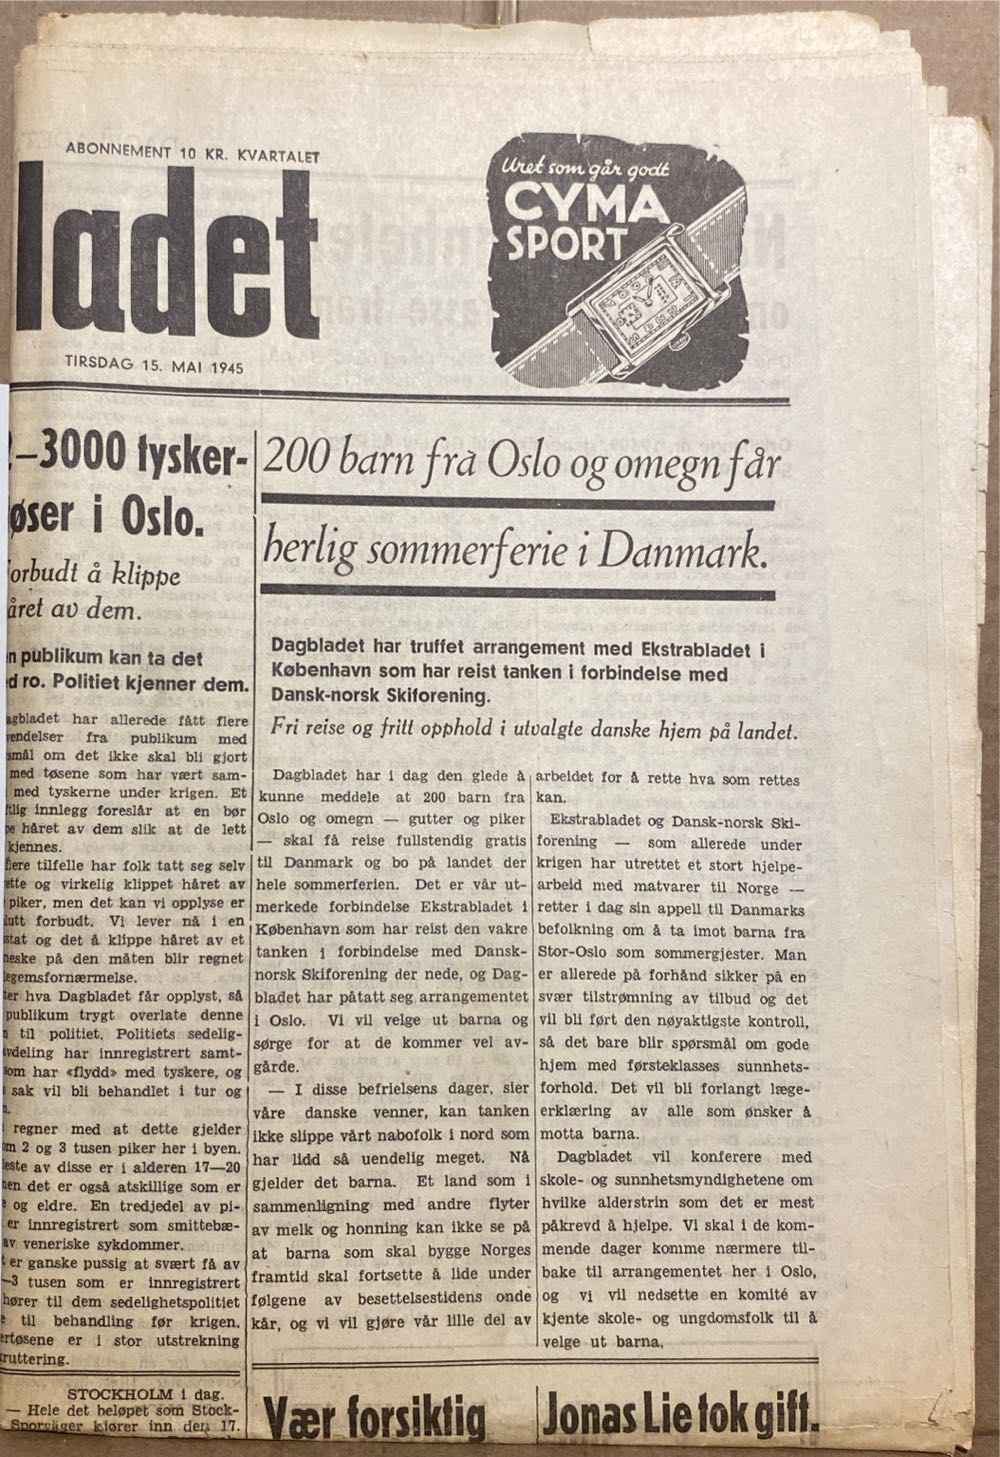 ABONNEMENT 10 KR. KVARTALET
ladet
TIRSDAG 15. MAI 1945
Uret som går godt
CYMA
SPORT
–3000 tysker-
øser i Oslo.
orbudt å klippe
året av dem.
n publikum kan ta det
d ro. Politiet kjenner dem.
agbladet har allerede fått flere
vendelser fra publikum med
smål om det ikke skal bli gjort
med tøsene som har vært sam-
med tyskerne under krigen. Et
tlig innlegg foreslår at en bør
pe håret av dem slik at de lett
kjennes.
flere tilfelle har folk tatt seg selv
ette og virkelig klippet håret av
piker, men det kan vi opplyse er
lutt forbudt. Vi lever nå i en
stat og det å klippe håret av et
neske på den måten blir regnet
legemsfornærmelse.
ter hva Dagbladet får opplyst, så
publikum trygt overlate denne
n til politiet. Politiets sedelig-
avdeling har innregistrert samt-
som har «flydd» med tyskere, og
sak vil bli behandlet i tur og
n.
regner med at dette gjelder
om 2 og 3 tusen piker her i byen.
leste av disse er i alderen 17—20
men det er også atskillige som er
e og eldre. En tredjedel av pi-
er innregistrert som smittebæ-
av veneriske sykdommer.
t er ganske pussig at svært få av
—3 tusen som er innregistrert
hører til dem sedelighetspolitiet
e til behandling før krigen.
ertøsene er i stor utstrekning
kruttering.
STOCKHOLM i dag.
— Hele det beløpet som Stock-
Sporväger kjører inn den 17.
200 barn fra Oslo og omegn får
herlig sommerferie i Danmark.
Dagbladet har truffet arrangement med Ekstrabladet i
København som har reist tanken i forbindelse med
Dansk-norsk Skiforening.
Fri reise og fritt opphold i utvalgte danske hjem på landet.
Dagbladet har i dag den glede å
kunne meddele at 200 barn fra
Oslo og omegn — gutter og piker
— skal få reise fullstendig gratis
til Danmark og bo på landet der
hele sommerferien. Det er vår ut-
merkede forbindelse Ekstrabladet i
København som har reist den vakre
tanken i forbindelse med Dansk-
norsk Skiforening der nede, og Dag-
bladet har påtatt seg arrangementet
i Oslo. Vi vil velge ut barna og
sørge for at de kommer vel av-
gårde.
— I disse befrielsens dager, sier
våre danske venner, kan tanken
ikke slippe vårt nabofolk i nord som
har lidd så uendelig meget. Nå
gjelder det barna. Et land som i
sammenligning med andre flyter
av melk og honning kan ikke se på
at barna som skal bygge Norges
framtid skal fortsette å lide under
følgene av besettelsestidens onde
kår, og vi vil gjøre vår lille del av
arbeidet for å rette hva som rettes
kan.
Ekstrabladet og Dansk-norsk Ski-
forening — som allerede under
krigen har utrettet et stort hjelpe-
arbeid med matvarer til Norge —
retter i dag sin appell til Danmarks
befolkning om å ta imot barna fra
Stor-Oslo som sommergjester. Man
er allerede på forhånd sikker på en
svær tilstrømning av tilbud og det
vil bli ført den nøyaktigste kontroll,
så det bare blir spørsmål om gode
hjem med førsteklasses sunnhets-
forhold. Det vil bli forlangt læge-
erklæring av alle som ønsker å
motta barna.
Dagbladet vil konferere med
skole- og sunnhetsmyndighetene om
hvilke alderstrin som det er mest
påkrevd å hjelpe. Vi skal i de kom-
mende dager komme nærmere til-
bake til arrangementet her i Oslo,
og vi vil nedsette en komité av
kjente skole- og ungdomsfolk til å
velge ut barna.
Vær forsiktig
Jonas Lie tok gift.